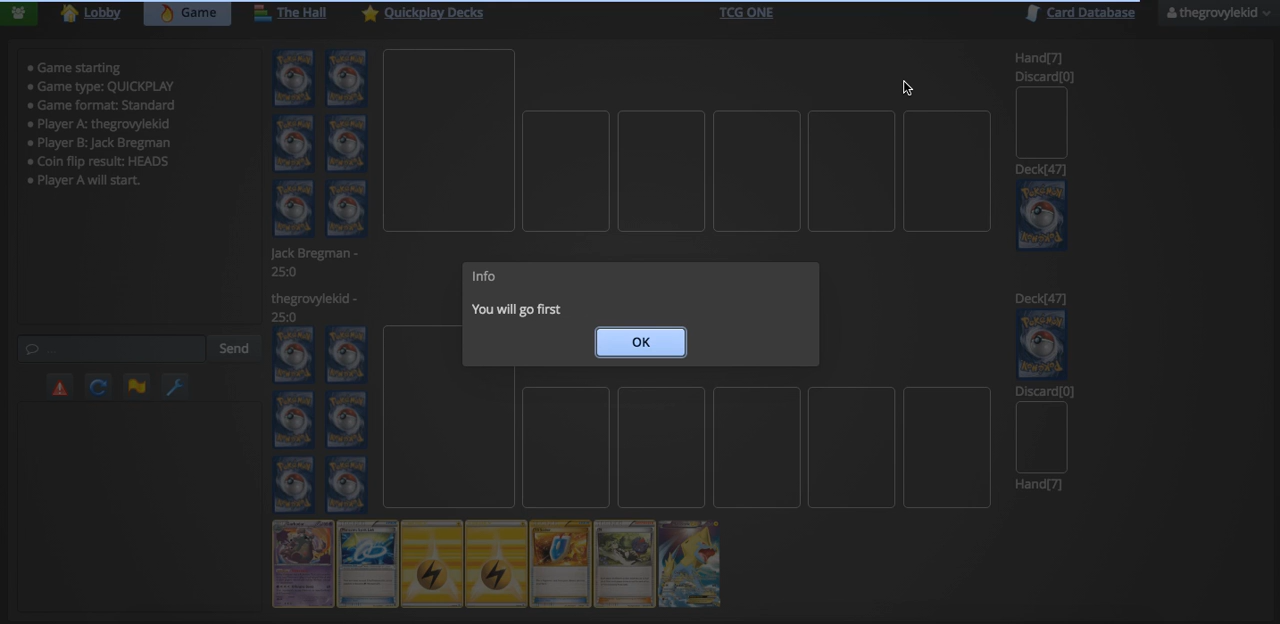 Lobby
Game
The Hall
Quickplay Decks
TCG ONE
Card Database
thegrovylekid
Game starting
Game type: QUICKPLAY
Game format: Standard
Player A: thegrovylekid
Player B: Jack Bregman
Coin flip result: HEADS
Player A will start.
Jack Bregman -
25:0
thegrovylekid -
25:0
Send
Info
You will go first
OK
Hand[7]
Discard[0]
Deck[47]
Deck[47]
Discard[0]
Hand[7]